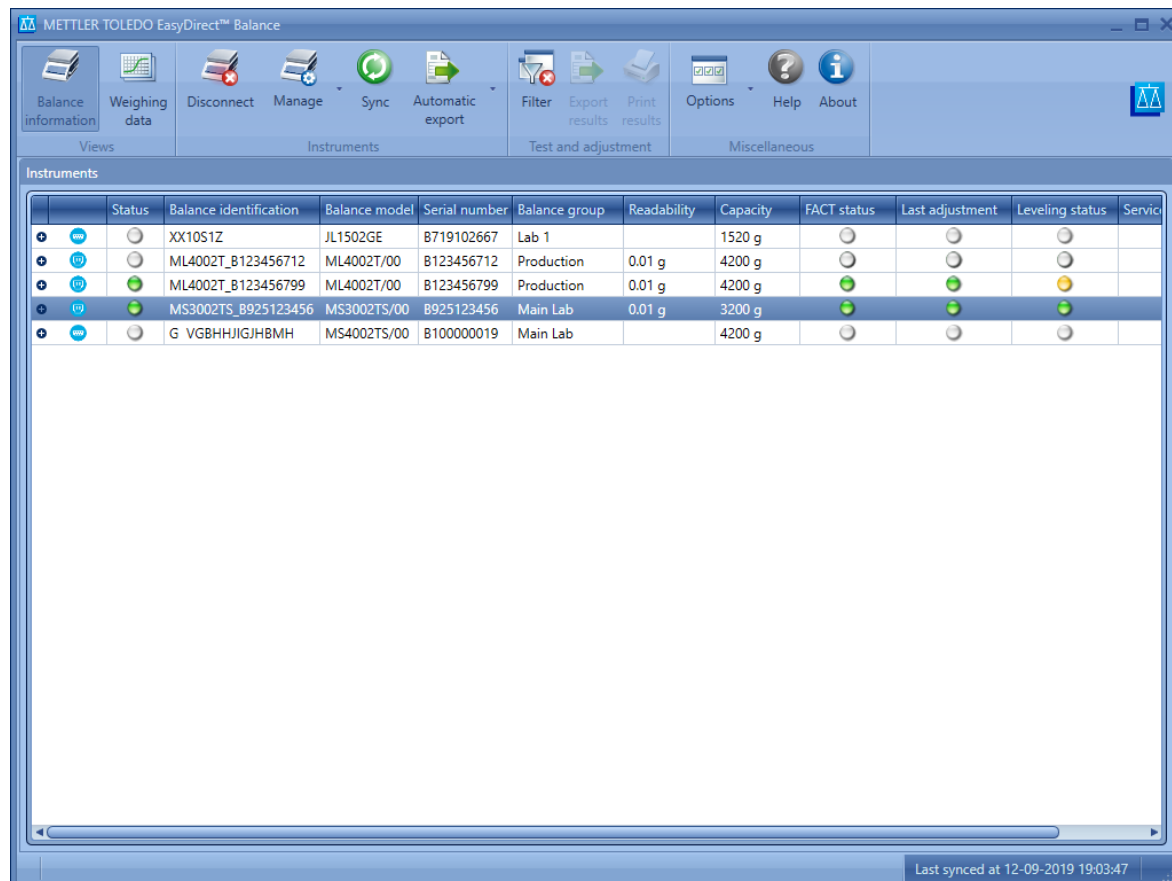 METTLER TOLEDO EasyDirect™ Balance
Balance information
Weighing data
Disconnect
Manage
Sync
Automatic export
Filter
Export results
Print results
Options
Help
About
Views
Instruments
Test and adjustment
Miscellaneous
Instruments
Status Balance identification Balance model Serial number Balance group Readability Capacity FACT status Last adjustment Leveling status Servic
XX10S1Z JL1502GE B719102667 Lab 1 1520 g
ML4002T_B123456712 ML4002T/00 B123456712 Production 0.01 g 4200 g
ML4002T_B123456799 ML4002T/00 B123456799 Production 0.01 g 4200 g
MS3002TS_B925123456 MS3002TS/00 B925123456 Main Lab 0.01 g 3200 g
G VGBHHJIGJHBMH MS4002TS/00 B100000019 Main Lab 4200 g
Last synced at 12-09-2019 19:03:47